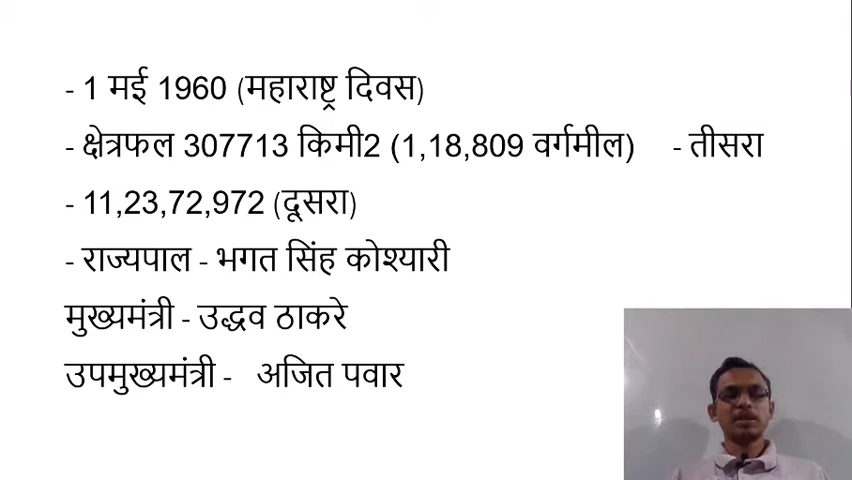 - 1 मई 1960 (महाराष्ट्र दिवस)
- क्षेत्रफल 307713 किमी2 (1,18,809 वर्गमील) - तीसरा
- 11,23,72,972 (दूसरा)
- राज्यपाल - भगत सिंह कोश्यारी
मुख्यमंत्री - उद्धव ठाकरे
उपमुख्यमंत्री - अजित पवार